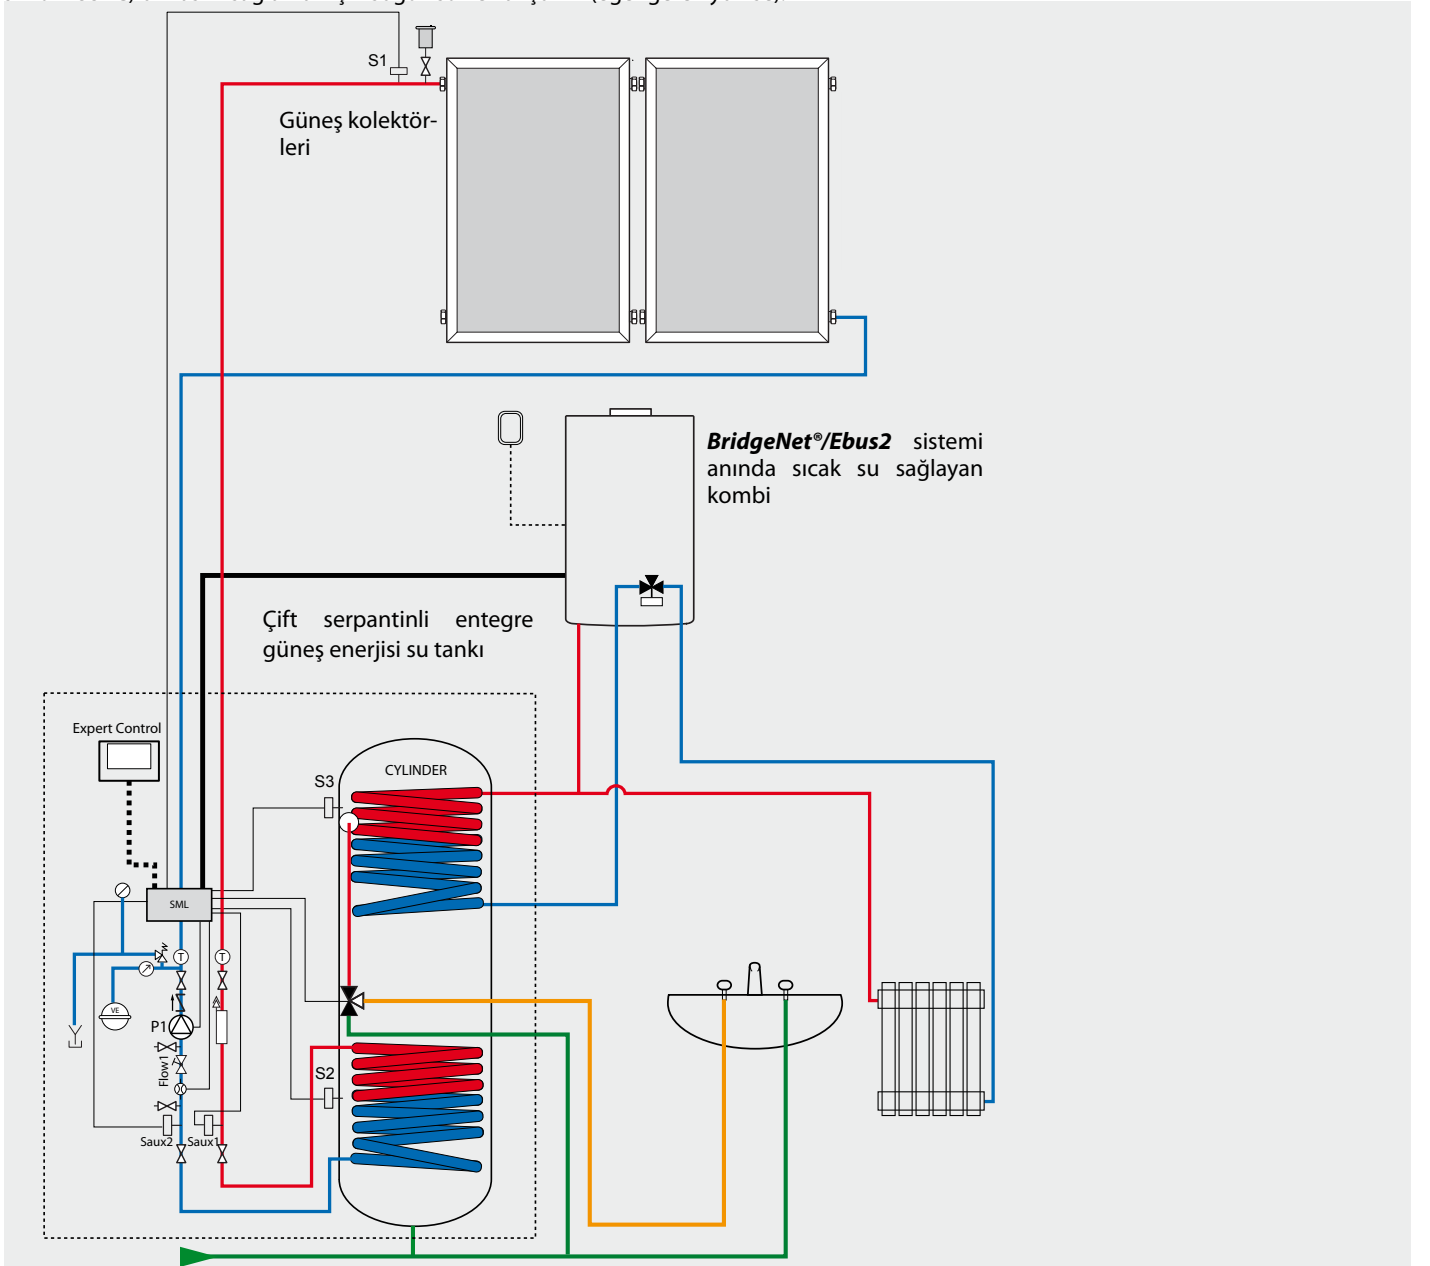 S1
Güneş kolektör-
leri
BridgeNet®/Ebus2 sistemi
anında sıcak su sağlayan
kombi
Çift serpantinli entegre
güneş enerjisi su tankı
Expert Control
CYLINDER
S3
SML
T
T
VE
P1
Flow1
S2
Saux2
Saux1